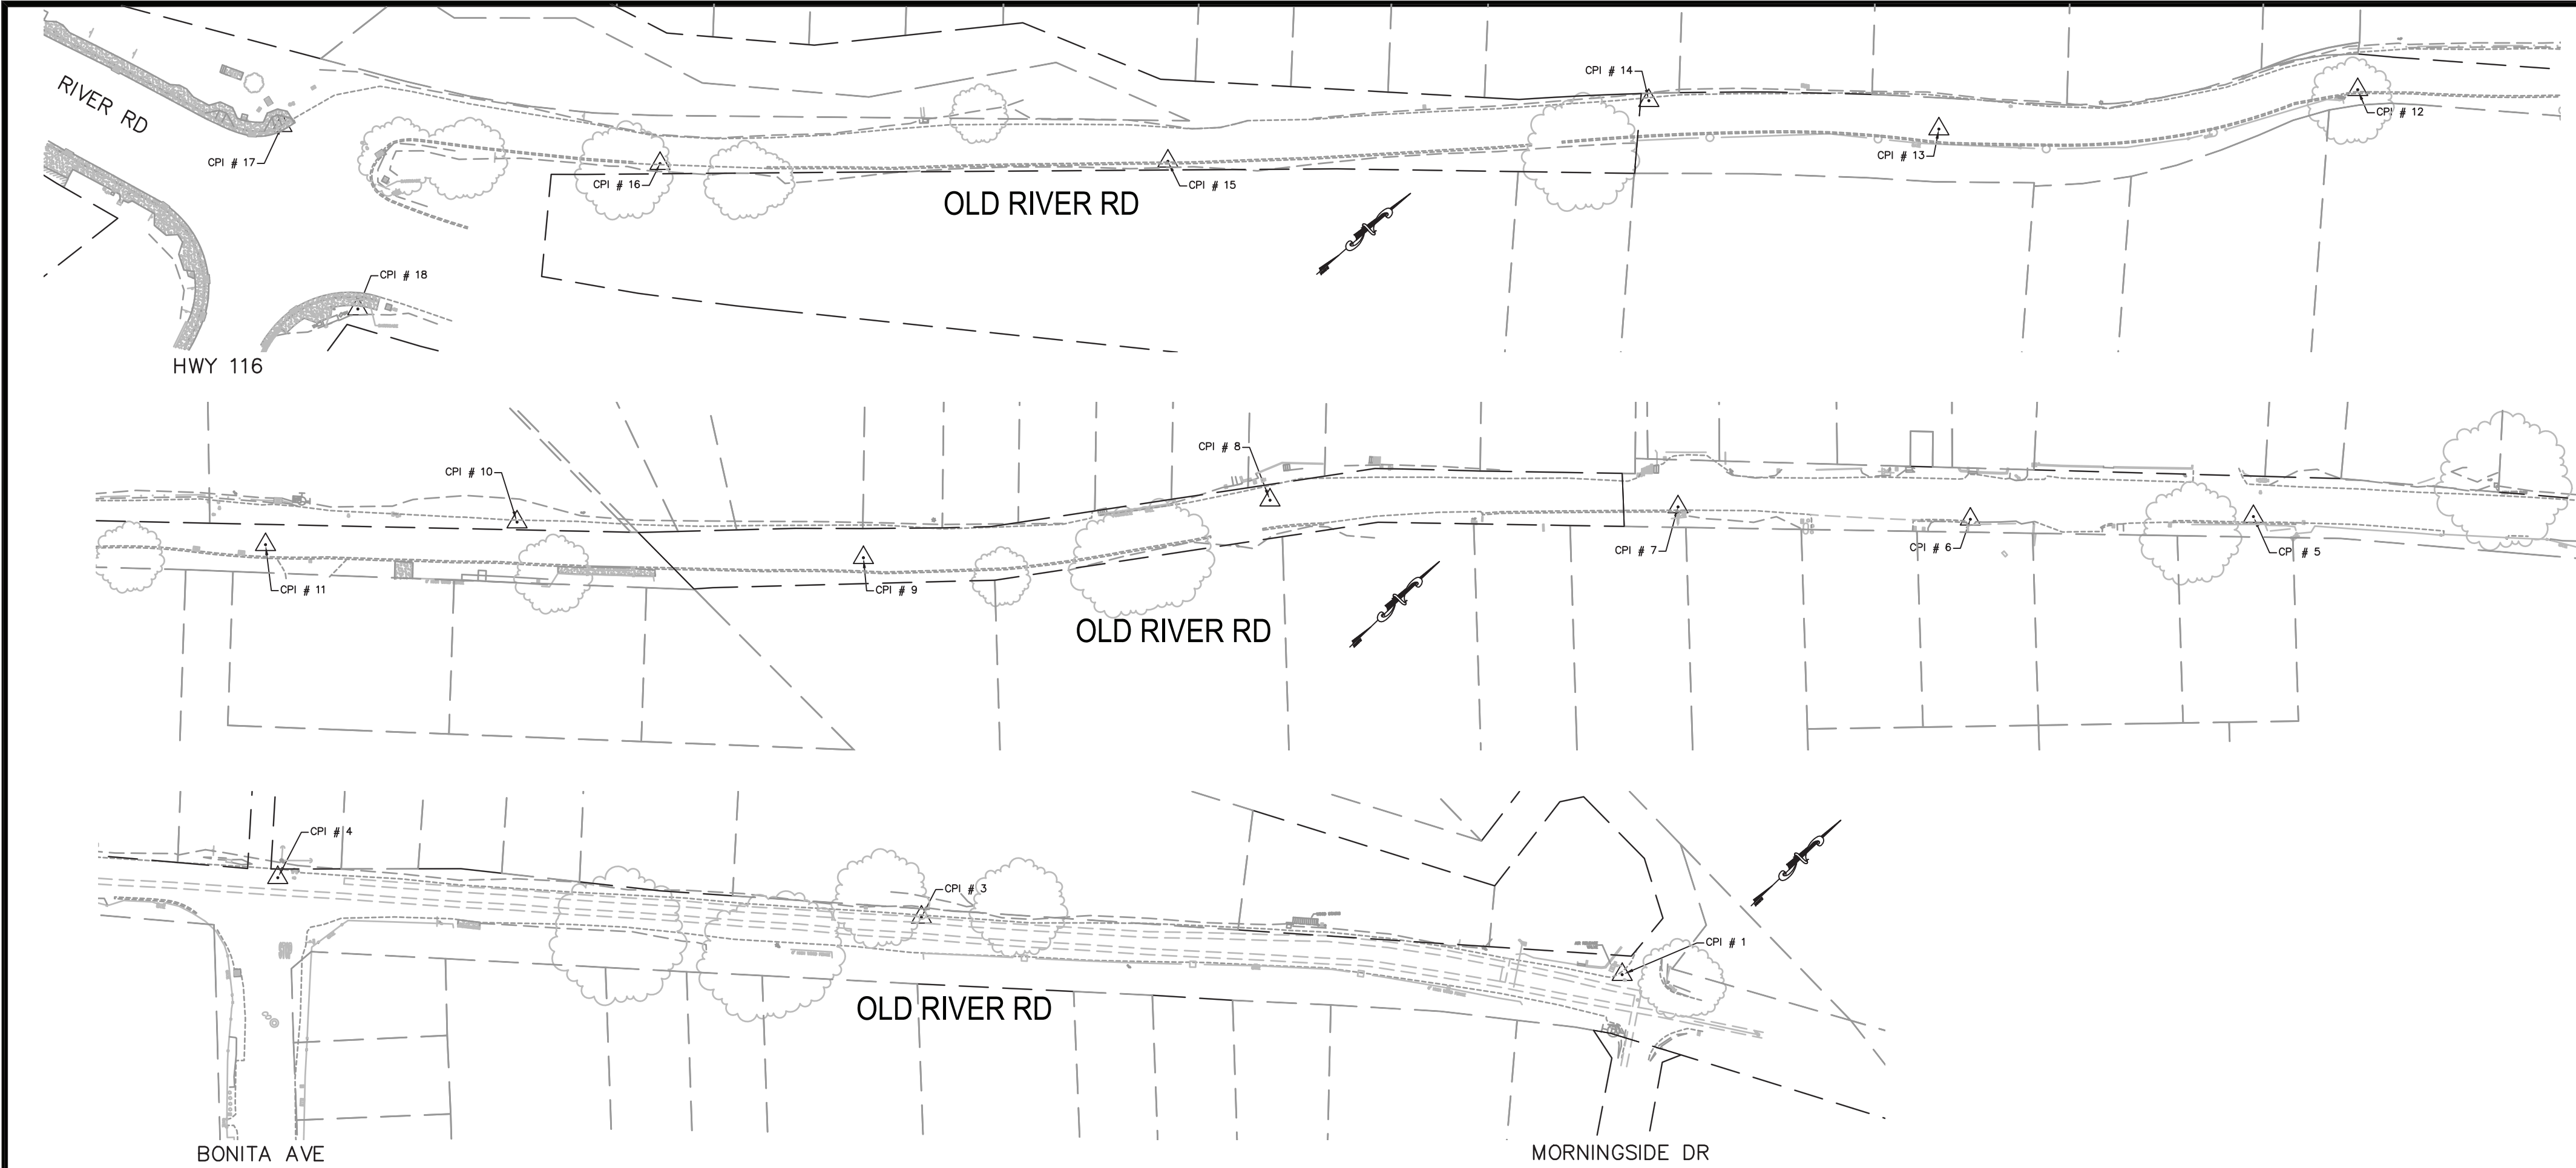 RIVER RD
CPI # 17
CPI # 16
CPI # 15
CPI # 14
CPI # 13
CPI # 12
OLD RIVER RD
CPI # 18
HWY 116
CPI # 10
CPI # 8
CPI # 11
CPI # 9
CPI # 7
CPI # 6
CPI # 5
OLD RIVER RD
CPI # 4
CPI # 3
CPI # 1
OLD RIVER RD
BONITA AVE
MORNINGSIDE DR